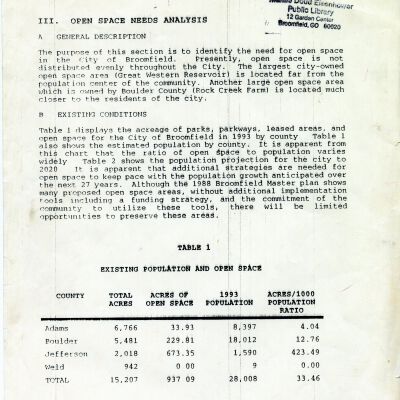 Mamie Doud Eisenhower
Public Library
12 Garden Center
Broomfield, CO 80020
III. OPEN SPACE NEEDS ANALYSIS
A GENERAL DESCRIPTION
The purpose of this section is to identify the need for open space
in the City of Broomfield. Presently, open space is not
distributed evenly throughout the City. The largest city-owned
open space area (Great Western Reservoir) is located far from the
population center of the community. Another large open space area
which is owned by Boulder County (Rock Creek Farm) is located much
closer to the residents of the city.
B EXISTING CONDITIONS
Table 1 displays the acreage of parks, parkways, leased areas, and
open space for the City of Broomfield in 1993 by county Table 1
also shows the estimated population by county. It is apparent from
this chart that the ratio of open space to population varies
widely Table 2 shows the population projection for the city to
2020 It is apparent that additional strategies are needed for
open space to keep pace with the population growth anticipated over
the next 27 years. Although the 1988 Broomfield Master plan shows
many proposed open space areas, without additional implementation
tools including a funding strategy, and the commitment of the
community to utilize these tools, there will be limited
opportunities to preserve these areas.
TABLE 1
EXISTING POPULATION AND OPEN SPACE
COUNTY TOTAL ACRES OF 1993 ACRES/1000
ACRES OPEN SPACE POPULATION POPULATION
RATIO
Adams 6,766 33.93 8,397 4.04
Boulder 5,481 229.81 18,012 12.76
Jefferson 2,018 673.35 1,590 423.49
Weld 942 0 00 9 0.00
TOTAL 15,207 937 09 28,008 33.46